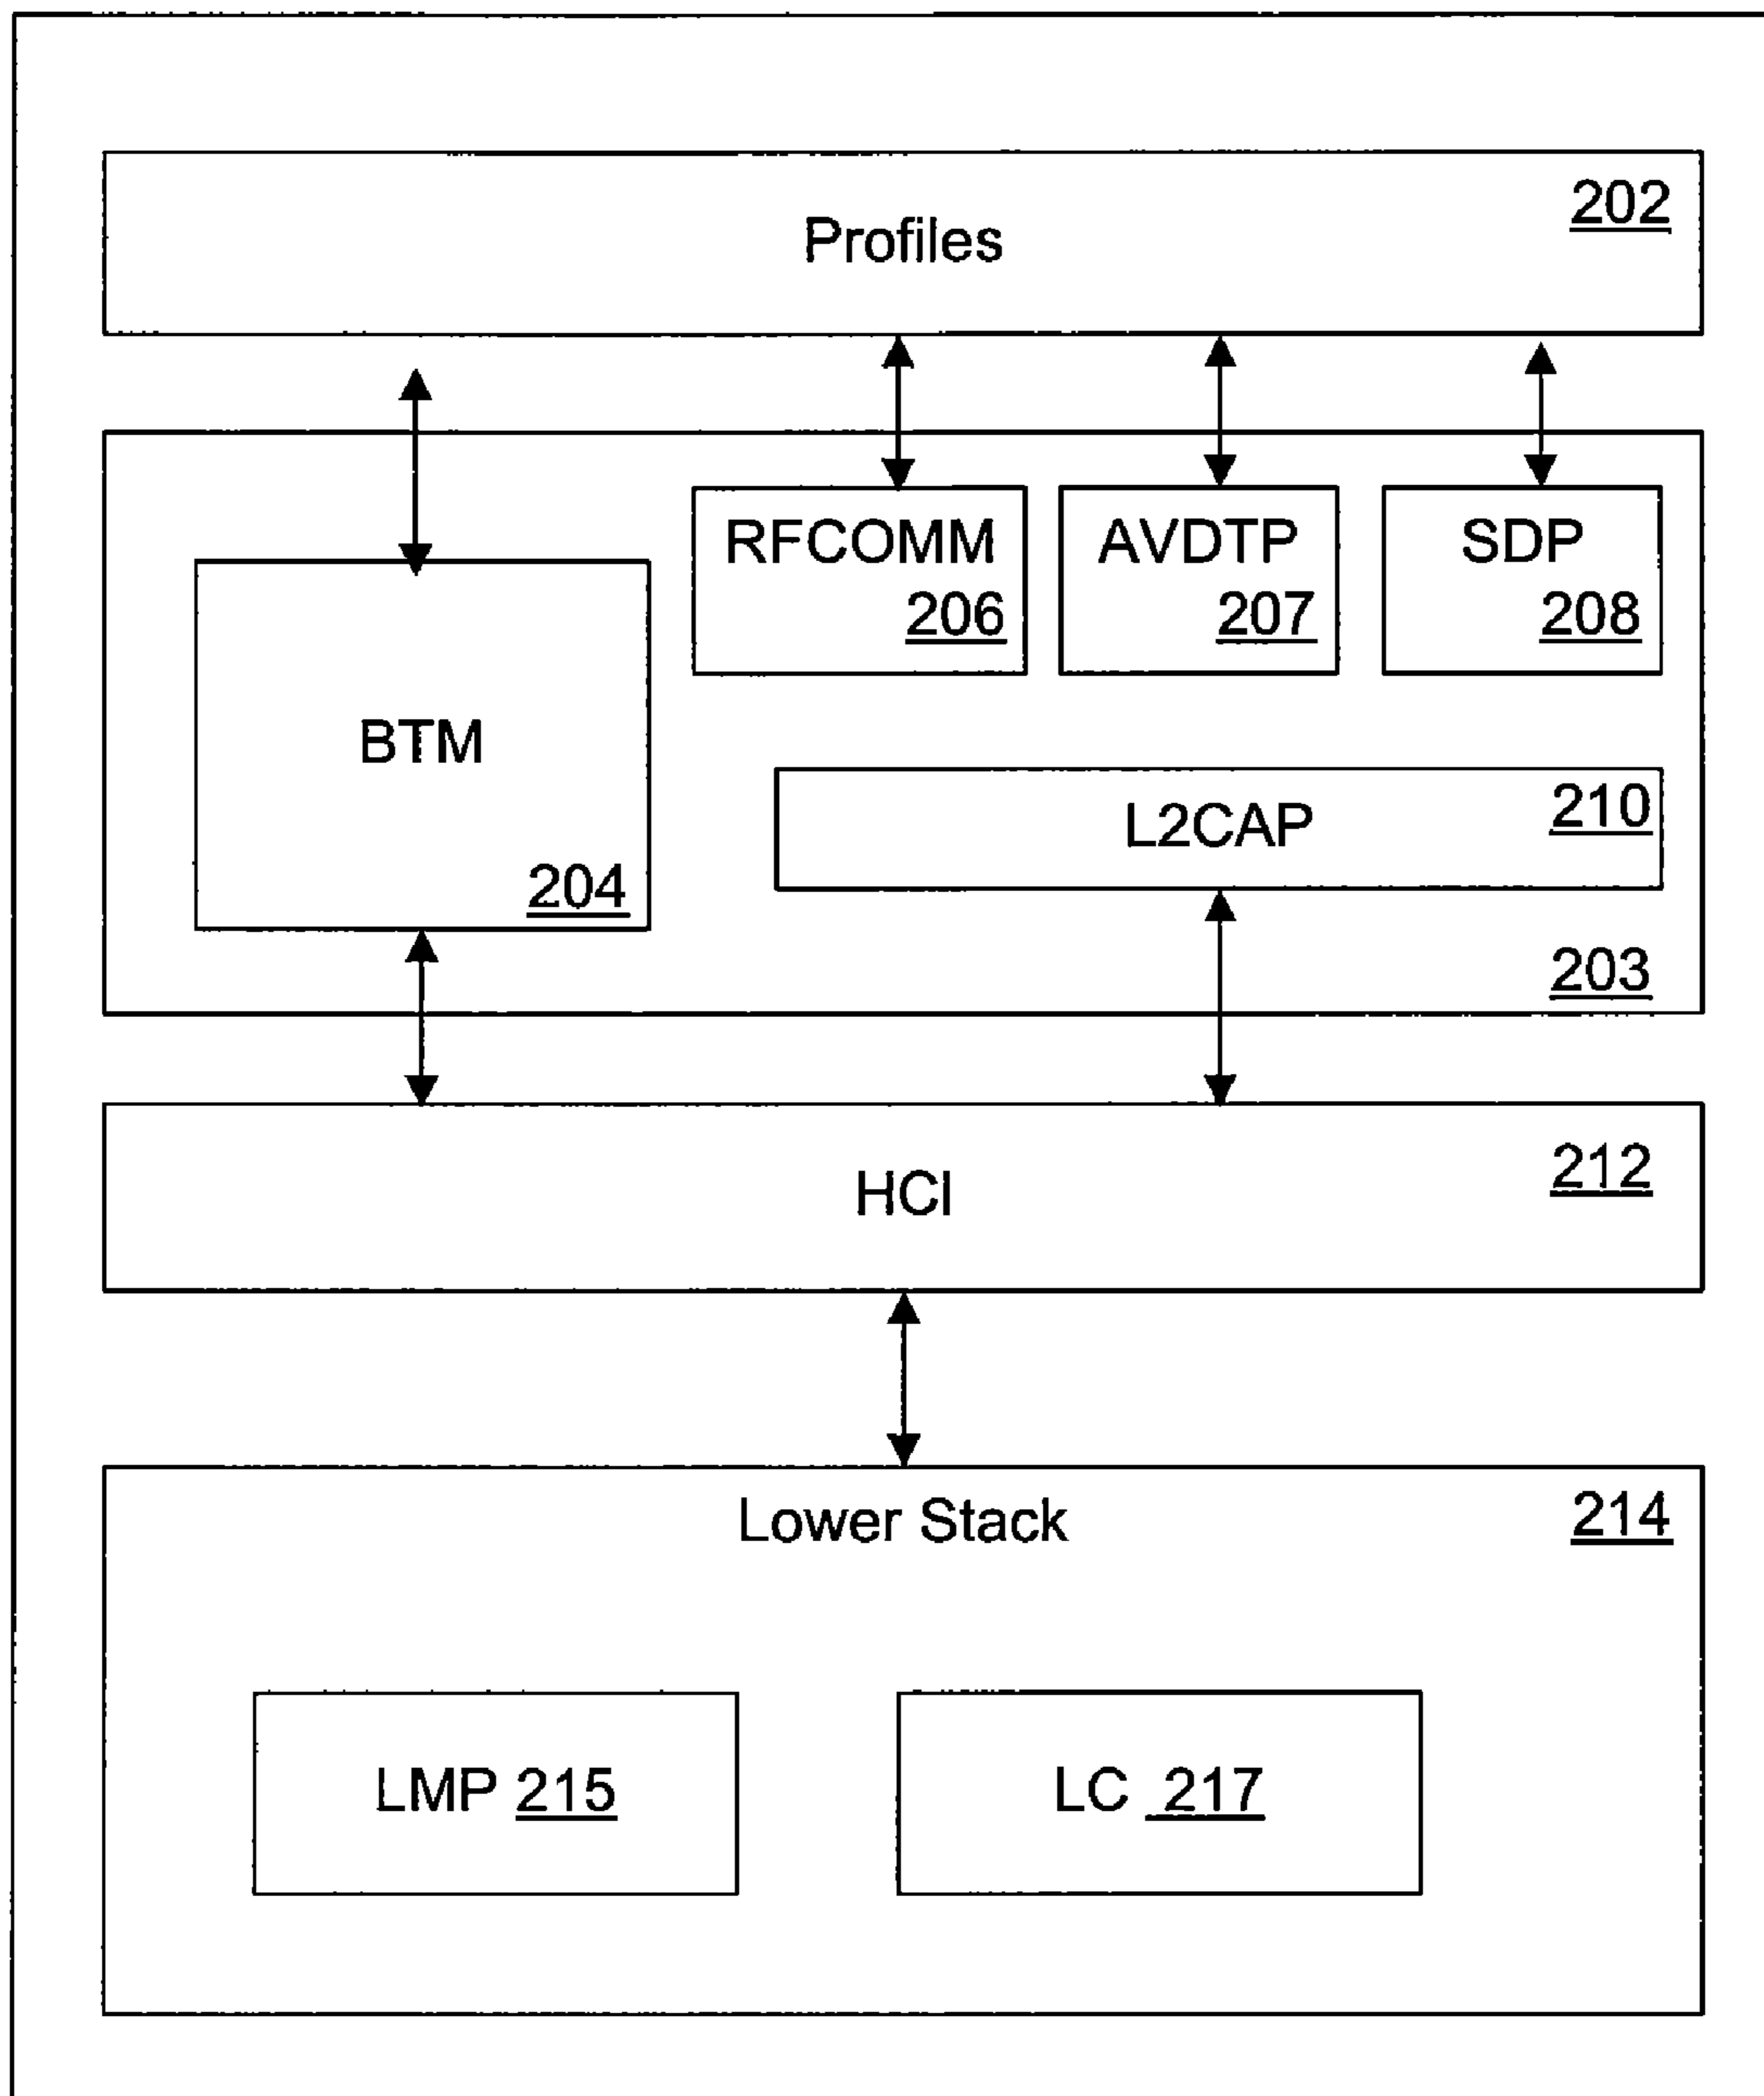 202
Profiles
RFCOMM
206
AVDTP
207
SDP
208
BTM
204
210
L2CAP
203
212
HCI
214
Lower Stack
LMP 215
LC 217